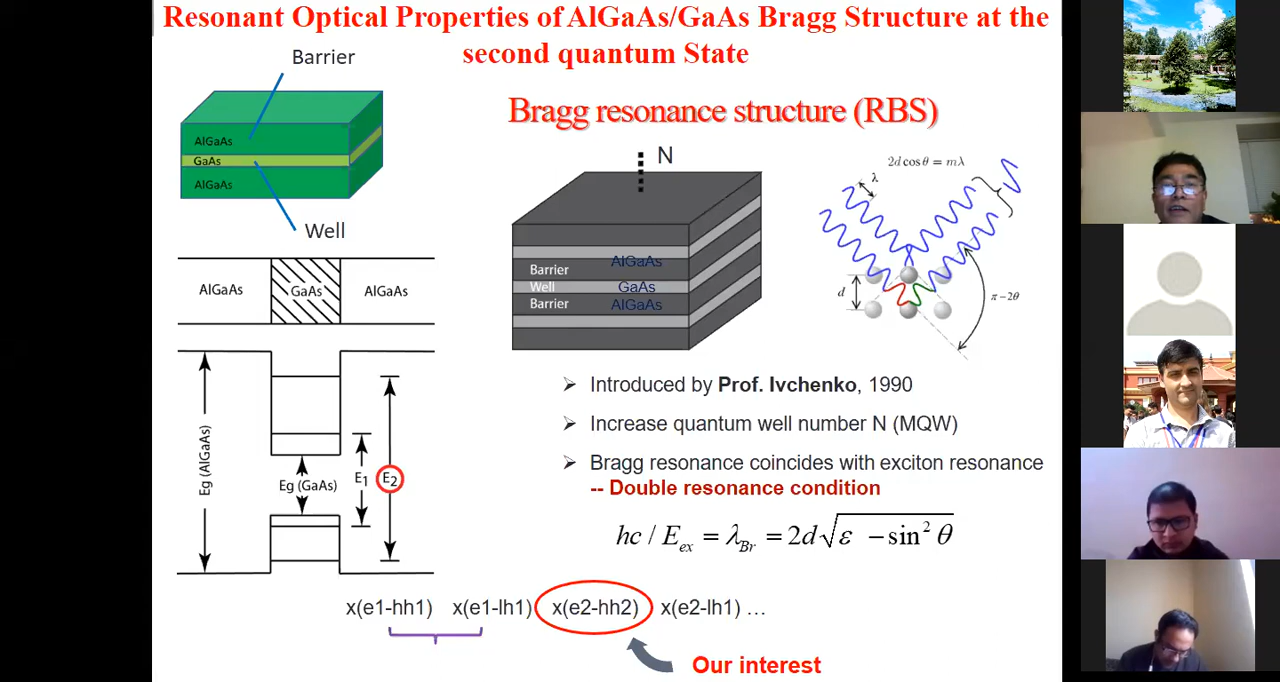 Resonant Optical Properties of AlGaAs/GaAs Bragg Structure at the
second quantum State
Barrier
AlGaAs
GaAs
AlGaAs
Well
Bragg resonance structure (RBS)
N
AlGaAs
Barrier
Well
GaAs
Barrier
AlGaAs
2d cos θ = mλ
λ
d
π−2θ
AlGaAs
GaAs
AlGaAs
Eg (AlGaAs)
Eg (GaAs)
E₁
E₂
➢ Introduced by Prof. Ivchenko, 1990
➢ Increase quantum well number N (MQW)
➢ Bragg resonance coincides with exciton resonance
-- Double resonance condition
hc / E_ex = λ_Br = 2d√(ε − sin² θ)
x(e1-hh1) x(e1-lh1) x(e2-hh2) x(e2-lh1) ...
Our interest